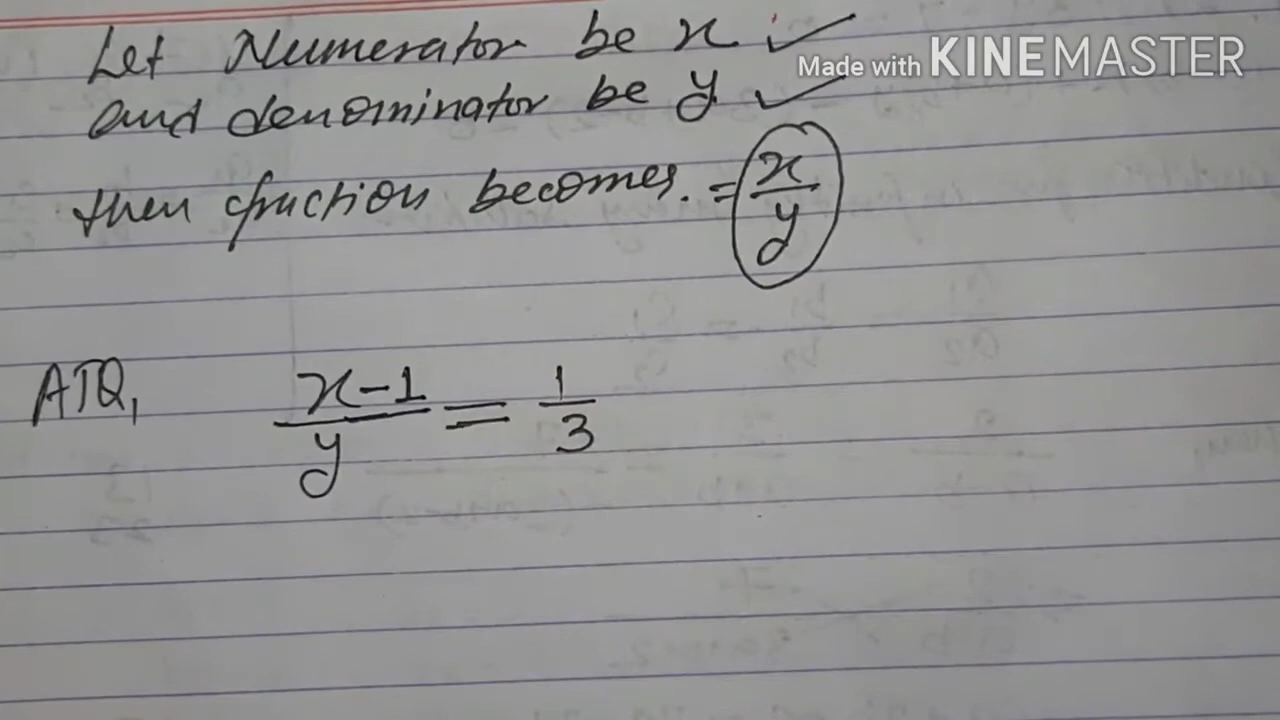 Let Numerator be x
Made with KINEMASTER
and denominator be y
then fraction becomes. = x/y
ATQ, x-1/y = 1/3